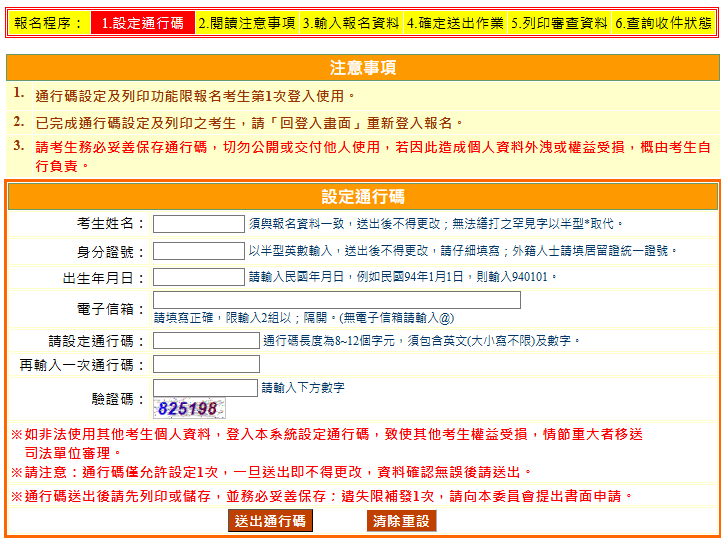 報名程序： 1.設定通行碼 2.閱讀注意事項 3.輸入報名資料 4.確定送出作業 5.列印審查資料 6.查詢收件狀態
注意事項
1. 通行碼設定及列印功能限報名考生第1次登入使用。
2. 已完成通行碼設定及列印之考生，請「回登入畫面」重新登入報名。
3. 請考生務必妥善保存通行碼，切勿公開或交付他人使用，若因此造成個人資料外洩或權益受損，概由考生自
行負責。
設定通行碼
考生姓名： 須與報名資料一致，送出後不得更改；無法繕打之罕見字以半型*取代。
身分證號： 以半型英數輸入，送出後不得更改，請仔細填寫；外籍人士請填居留證統一證號。
出生年月日： 請輸入民國年月日，例如民國94年1月1日，則輸入940101。
電子信箱：
請填寫正確，限輸入2組以；隔開。(無電子信箱請輸入@)
請設定通行碼： 通行碼長度為8~12個字元，須包含英文(大小寫不限)及數字。
再輸入一次通行碼：
驗證碼： 請輸入下方數字
825198
※如非法使用其他考生個人資料，登入本系統設定通行碼，致使其他考生權益受損，情節重大者移送
司法單位審理。
※請注意：通行碼僅允許設定1次，一旦送出即不得更改，資料確認無誤後請送出。
※通行碼送出後請先列印或儲存，並務必妥善保存；遺失限補發1次，請向本委員會提出書面申請。
送出通行碼 清除重設